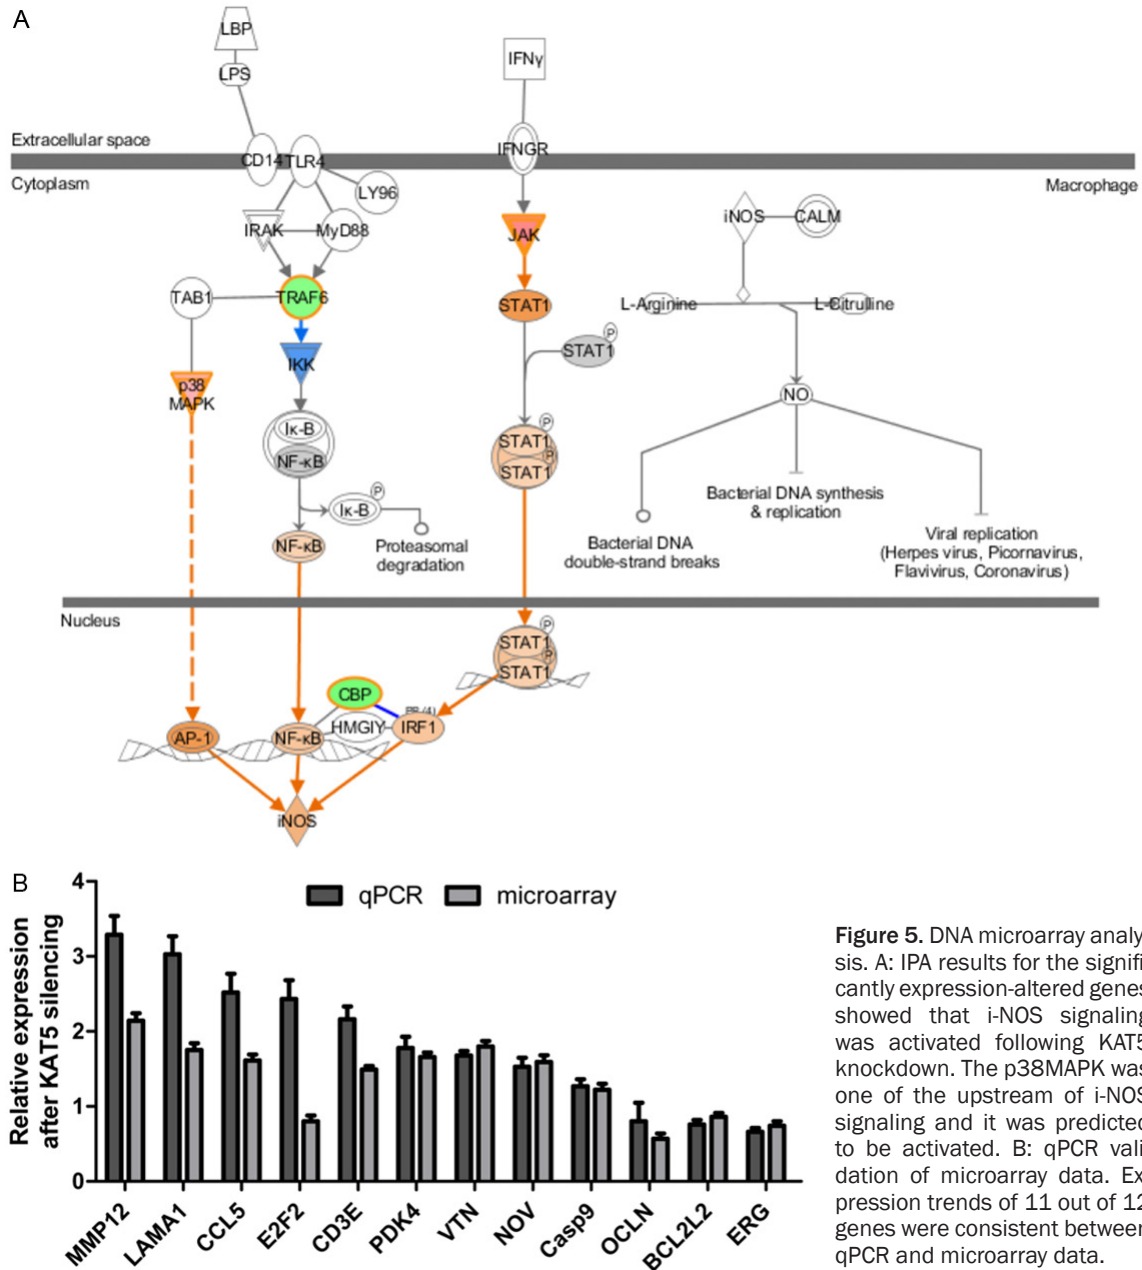 A
LBP
LPS
IFNγ
Extracellular space
CD14
TLR4
IFNGR
Cytoplasm
Macrophage
LY96
IRAK
MyD88
JAK
iNOS
CALM
TAB1
TRAF6
STAT1
L-Arginine
L-Citrulline
P
STAT1
IKK
p38
MAPK
NO
Iκ-B
NF-κB
P
STAT1
P
STAT1
P
Iκ-B
Bacterial DNA synthesis
& replication
NF-κB
Proteasomal
degradation
Bacterial DNA
double-strand breaks
Viral replication
(Herpes virus, Picornavirus,
Flavivirus, Coronavirus)
Nucleus
P
STAT1
P
STAT1
CBP
AP-1
NF-κB
HMGIY
IRF1
iNOS
B
Relative expression
after KAT5 silencing
4
3
2
1
0
qPCR
microarray
MMP12
LAMA1
CCL5
E2F2
CD3E
PDK4
VTN
NOV
Casp9
OCLN
BCL2L2
ERG
Figure 5. DNA microarray analy
sis. A: IPA results for the signifi
cantly expression-altered genes
showed that i-NOS signaling
was activated following KAT5
knockdown. The p38MAPK was
one of the upstream of i-NOS
signaling and it was predicted
to be activated. B: qPCR vali
dation of microarray data. Ex
pression trends of 11 out of 12
genes were consistent between
qPCR and microarray data.